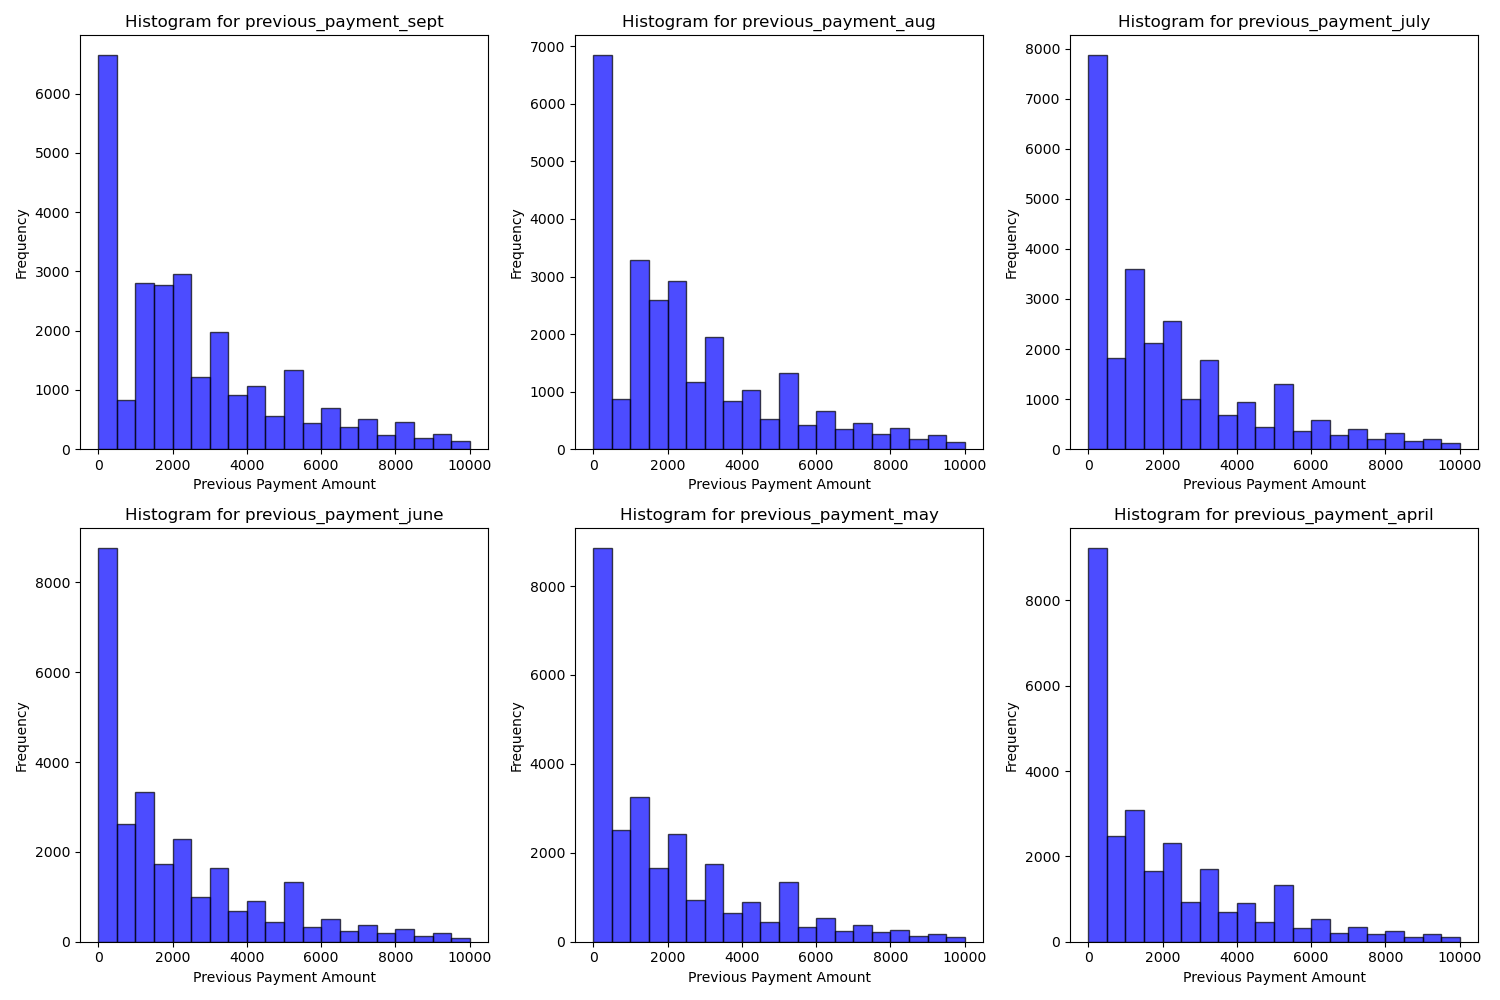 Histogram for previous_payment_sept
Frequency
6000
5000
4000
3000
2000
1000
0
0 2000 4000 6000 8000 10000
Previous Payment Amount
Histogram for previous_payment_aug
Frequency
7000
6000
5000
4000
3000
2000
1000
0
0 2000 4000 6000 8000 10000
Previous Payment Amount
Histogram for previous_payment_july
Frequency
8000
7000
6000
5000
4000
3000
2000
1000
0
0 2000 4000 6000 8000 10000
Previous Payment Amount
Histogram for previous_payment_june
Frequency
8000
6000
4000
2000
0
0 2000 4000 6000 8000 10000
Previous Payment Amount
Histogram for previous_payment_may
Frequency
8000
6000
4000
2000
0
0 2000 4000 6000 8000 10000
Previous Payment Amount
Histogram for previous_payment_april
Frequency
8000
6000
4000
2000
0
0 2000 4000 6000 8000 10000
Previous Payment Amount